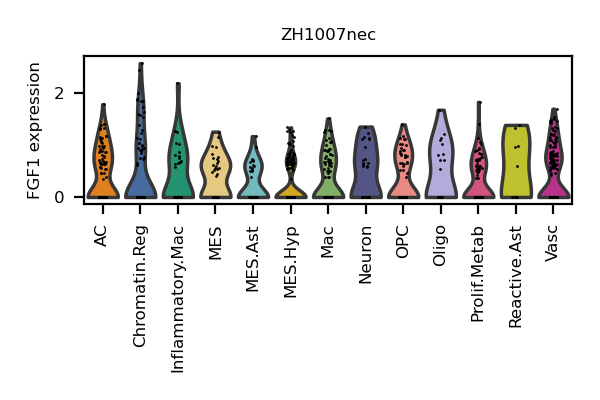 ZH1007nec
FGF1 expression
2
0
AC
Chromatin.Reg
Inflammatory.Mac
MES
MES.Ast
MES.Hyp
Mac
Neuron
OPC
Oligo
Prolif.Metab
Reactive.Ast
Vasc